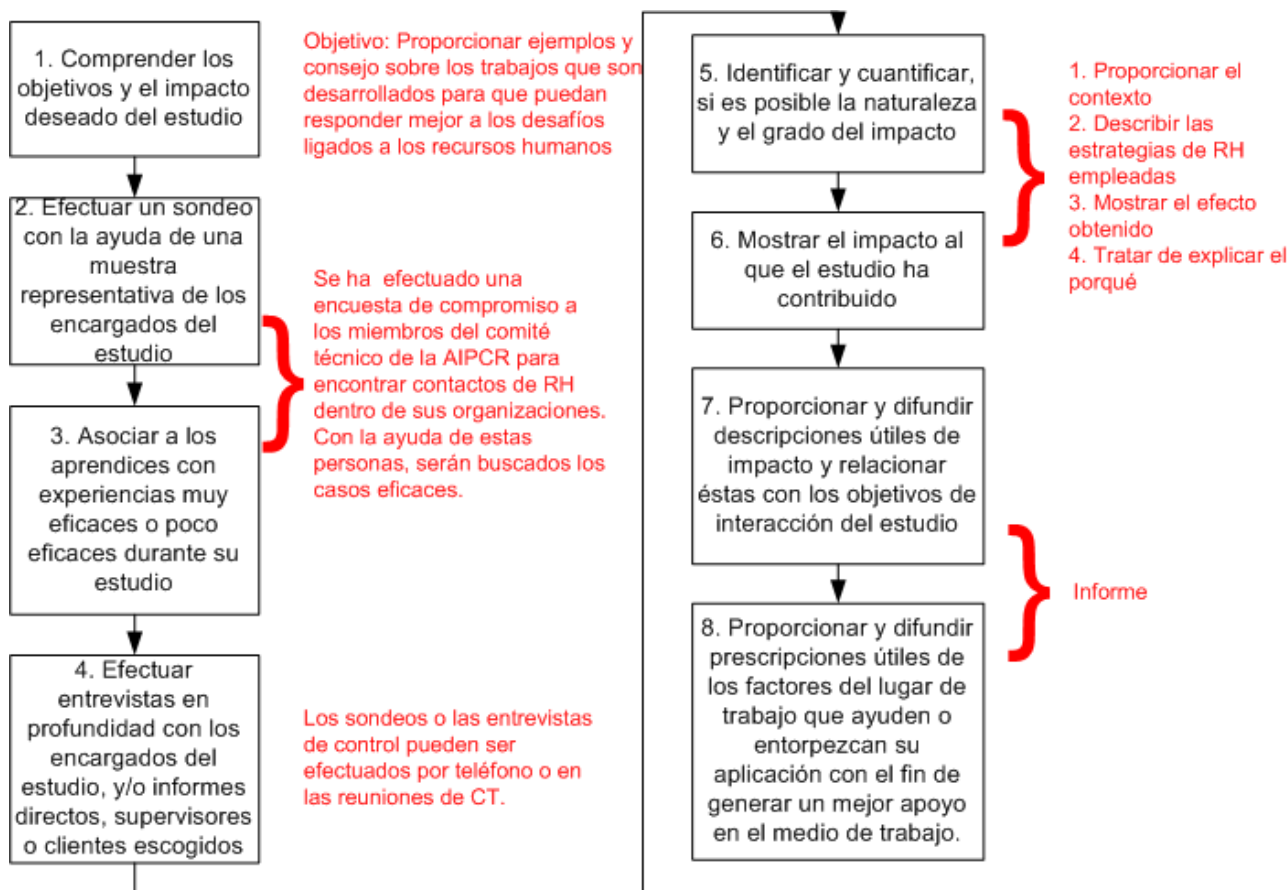 1. Comprender los
objetivos y el impacto
deseado del estudio
Objetivo: Proporcionar ejemplos y
consejo sobre los trabajos que son
desarrollados para que puedan
responder mejor a los desafíos
ligados a los recursos humanos
2. Efectuar un sondeo
con la ayuda de una
muestra
representativa de los
encargados del
estudio
Se ha efectuado una
encuesta de compromiso a
los miembros del comité
técnico de la AIPCR para
encontrar contactos de RH
dentro de sus organizaciones.
Con la ayuda de estas
personas, serán buscados los
casos eficaces.
3. Asociar a los
aprendices con
experiencias muy
eficaces o poco
eficaces durante su
estudio
4. Efectuar
entrevistas en
profundidad con los
encargados del
estudio, y/o informes
directos, supervisores
o clientes escogidos
Los sondeos o las entrevistas
de control pueden ser
efectuados por teléfono o en
las reuniones de CT.
5. Identificar y cuantificar,
si es posible la naturaleza
y el grado del impacto
1. Proporcionar el
contexto
2. Describir las
estrategias de RH
empleadas
3. Mostrar el efecto
obtenido
4. Tratar de explicar el
porqué
6. Mostrar el impacto al
que el estudio ha
contribuido
7. Proporcionar y difundir
descripciones útiles de
impacto y relacionar
éstas con los objetivos de
interacción del estudio
Informe
8. Proporcionar y difundir
prescripciones útiles de
los factores del lugar de
trabajo que ayuden o
entorpezcan su
aplicación con el fin de
generar un mejor apoyo
en el medio de trabajo.